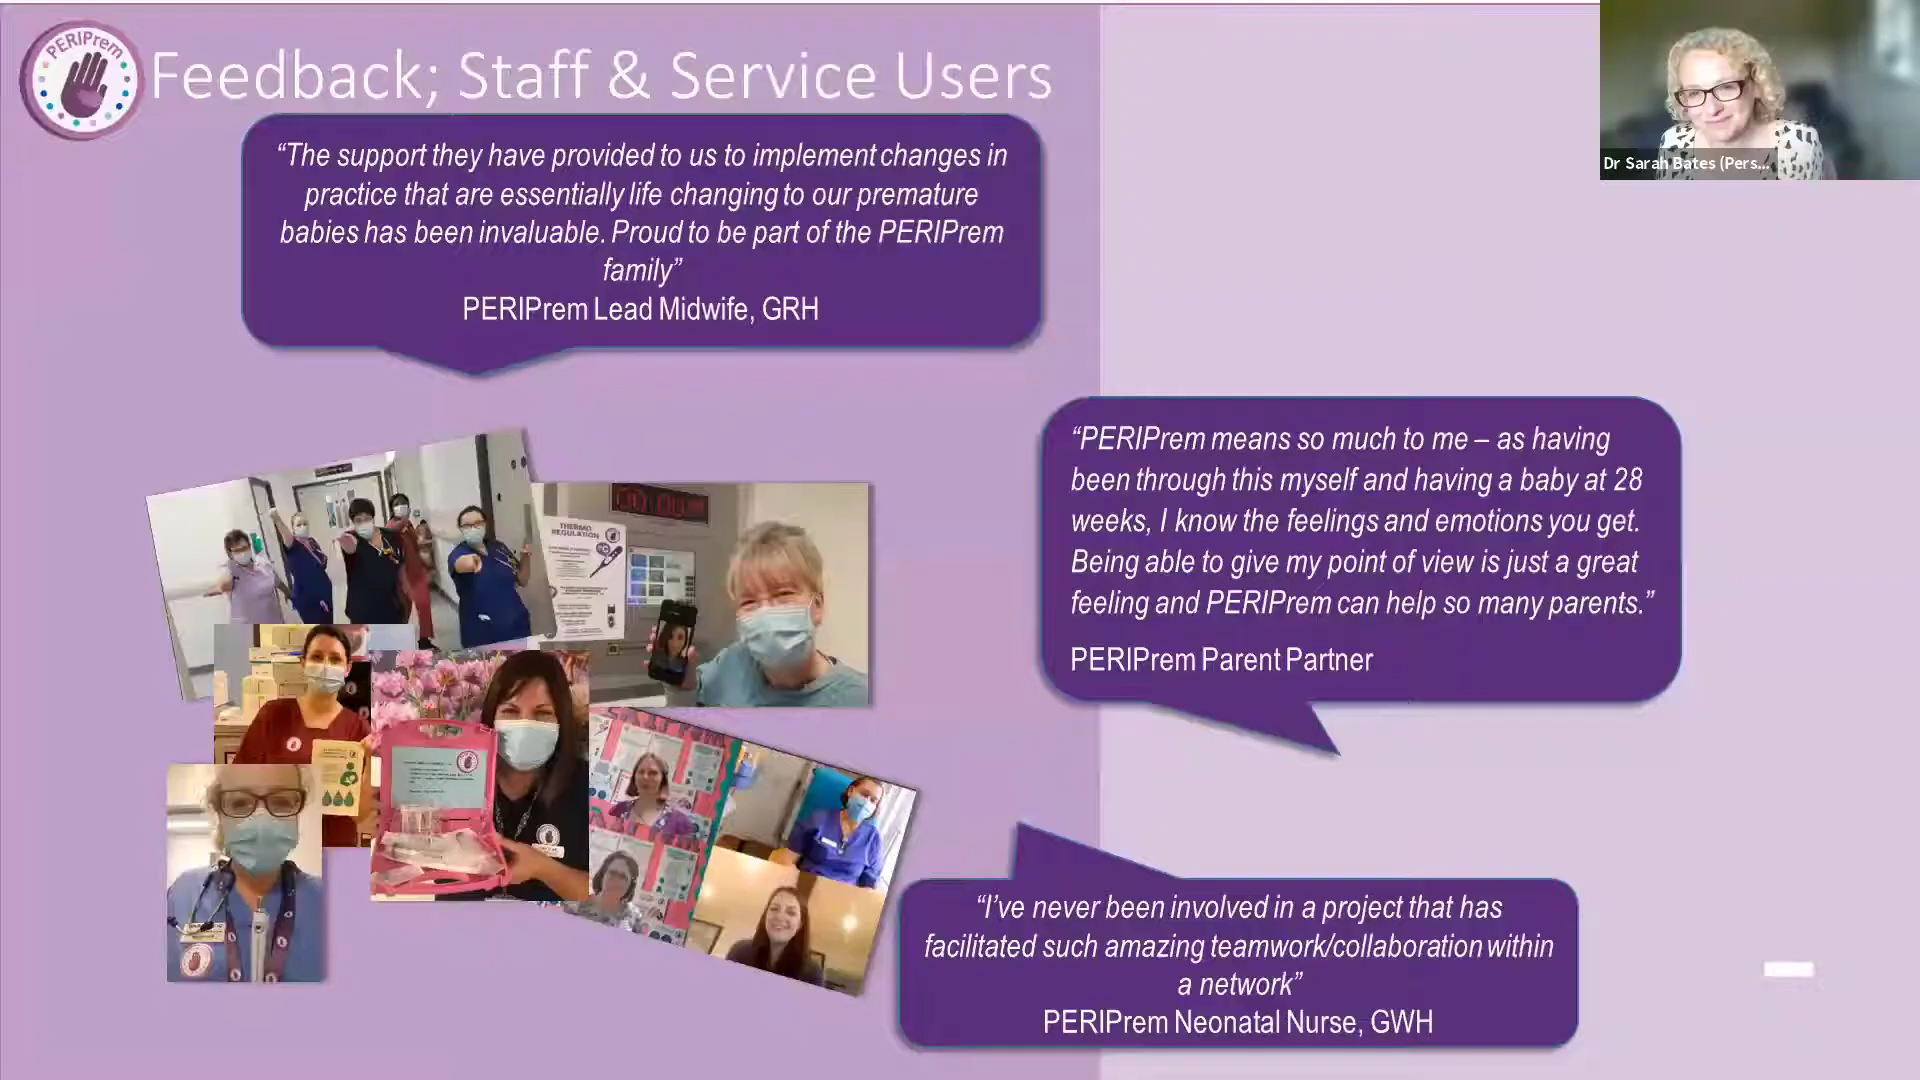 PERIPrem
Feedback; Staff & Service Users
Dr Sarah Bates (Pers...
“The support they have provided to us to implement changes in
practice that are essentially life changing to our premature
babies has been invaluable. Proud to be part of the PERIPrem
family”
PERIPrem Lead Midwife, GRH
“PERIPrem means so much to me – as having
been through this myself and having a baby at 28
weeks, I know the feelings and emotions you get.
Being able to give my point of view is just a great
feeling and PERIPrem can help so many parents.”
PERIPrem Parent Partner
THERMO
REGULATION
“I’ve never been involved in a project that has
facilitated such amazing teamwork/collaboration within
a network”
PERIPrem Neonatal Nurse, GWH